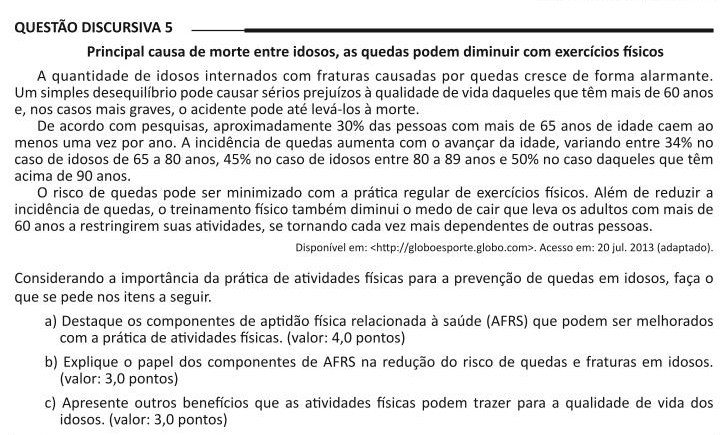 QUESTÃO DISCURSIVA 5
Principal causa de morte entre idosos, as quedas podem diminuir com exercícios físicos
A quantidade de idosos internados com fraturas causadas por quedas cresce de forma alarmante.
Um simples desequilíbrio pode causar sérios prejuízos à qualidade de vida daqueles que têm mais de 60 anos
e, nos casos mais graves, o acidente pode até levá-los à morte.
De acordo com pesquisas, aproximadamente 30% das pessoas com mais de 65 anos de idade caem ao
menos uma vez por ano. A incidência de quedas aumenta com o avançar da idade, variando entre 34% no
caso de idosos de 65 a 80 anos, 45% no caso de idosos entre 80 a 89 anos e 50% no caso daqueles que têm
acima de 90 anos.
O risco de quedas pode ser minimizado com a prática regular de exercícios físicos. Além de reduzir a
incidência de quedas, o treinamento físico também diminui o medo de cair que leva os adultos com mais de
60 anos a restringirem suas atividades, se tornando cada vez mais dependentes de outras pessoas.
Disponível em: <http://globoesporte.globo.com>. Acesso em: 20 jul. 2013 (adaptado).
Considerando a importância da prática de atividades físicas para a prevenção de quedas em idosos, faça o
que se pede nos itens a seguir.
a) Destaque os componentes de aptidão física relacionada à saúde (AFRS) que podem ser melhorados
com a prática de atividades físicas. (valor: 4,0 pontos)
b) Explique o papel dos componentes de AFRS na redução do risco de quedas e fraturas em idosos.
(valor: 3,0 pontos)
c) Apresente outros benefícios que as atividades físicas podem trazer para a qualidade de vida dos
idosos. (valor: 3,0 pontos)